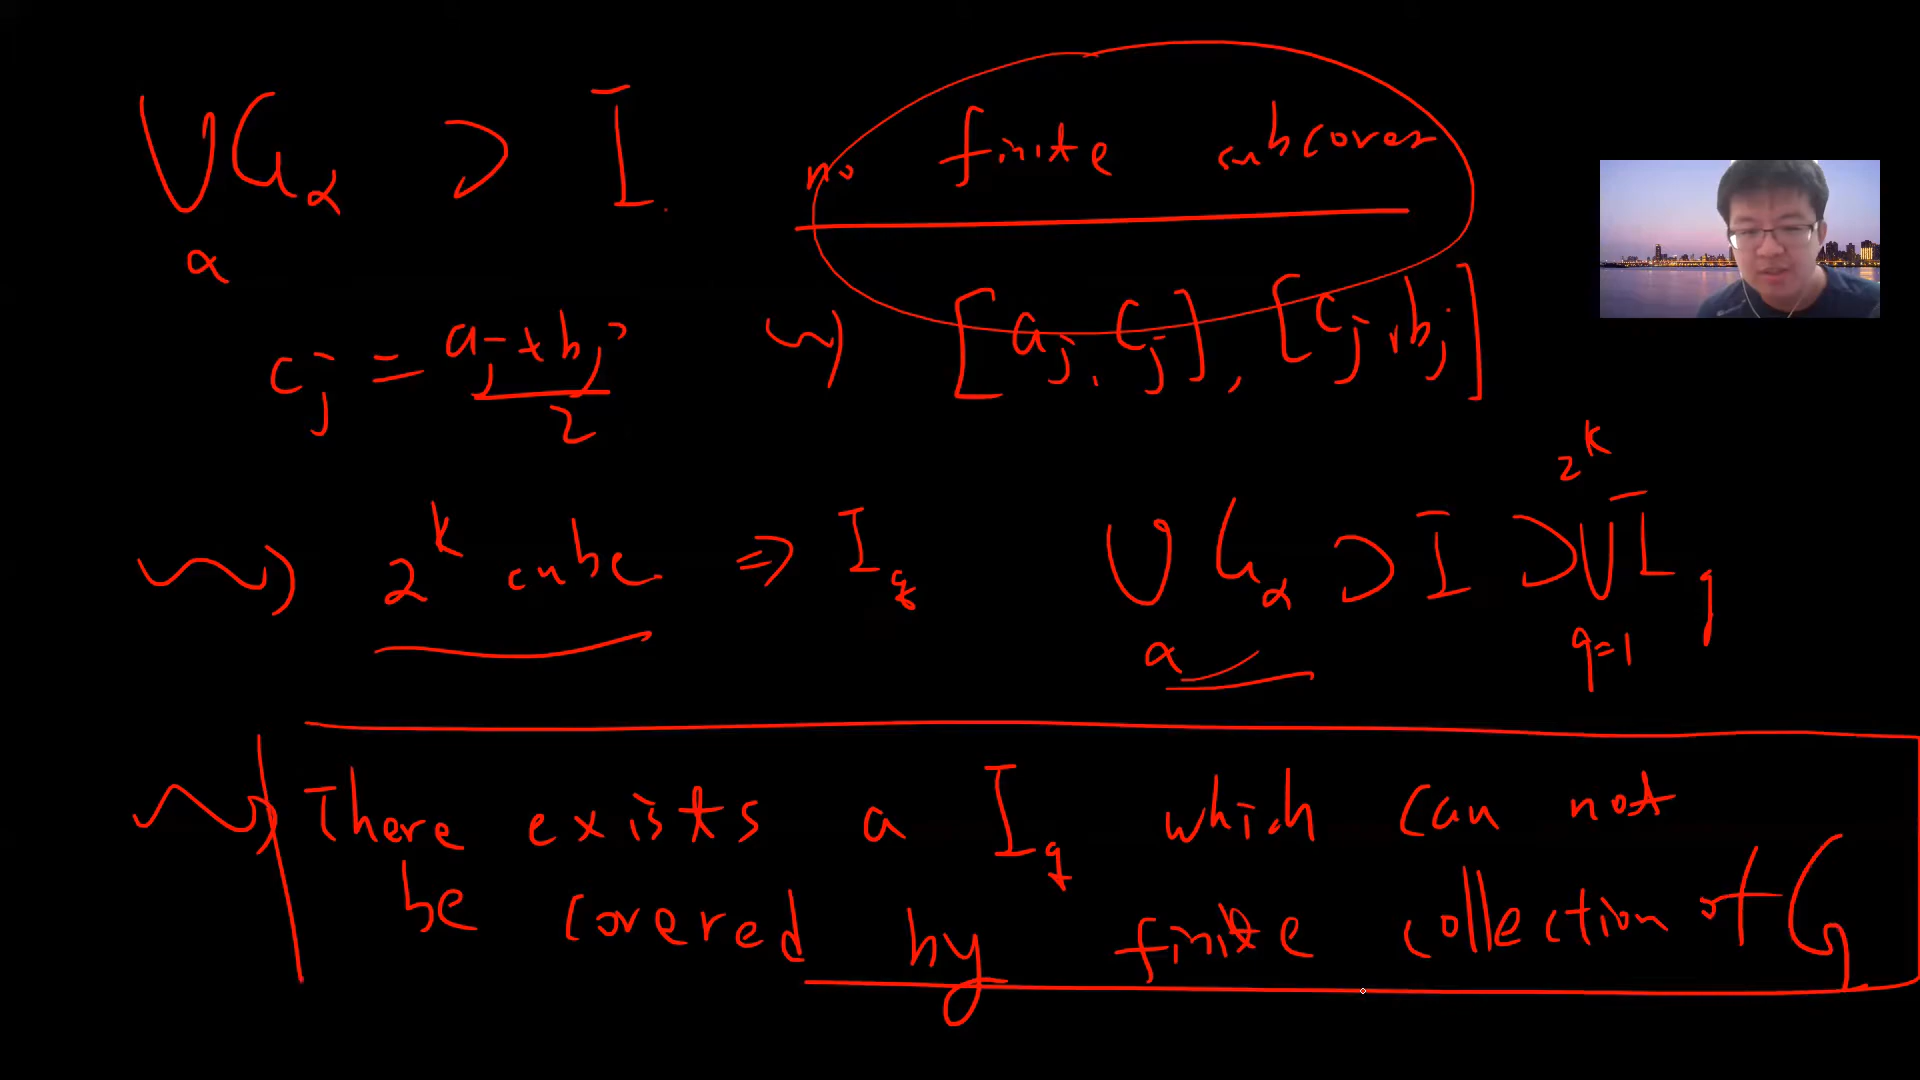 ⋃ G_α ⊃ I. no finite subcover
α
c_j = (a_j + b_j)/2 ⇝ [a_j, c_j], [c_j, b_j]
⇝ 2^k cube ⇒ I_q ⋃_α G_α ⊃ I ⊃ ⋃_{q=1}^{2^k} I_q
⇝ There exists a I_q which can not
be covered by finite collection of G